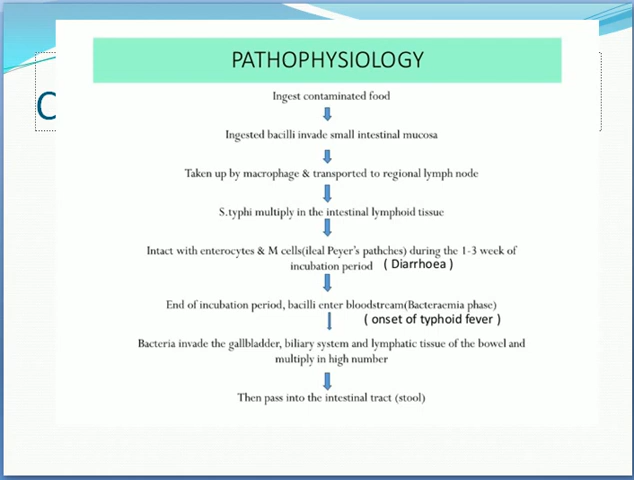 PATHOPHYSIOLOGY
C
Ingest contaminated food
Ingested bacilli invade small intestinal mucosa
Taken up by macrophage & transported to regional lymph node
S.typhi multiply in the intestinal lymphoid tissue
Intact with enterocytes & M cells(ileal Peyer's pathches) during the 1-3 week of
incubation period ( Diarrhoea )
End of incubation period, bacilli enter bloodstream(Bacteraemia phase)
( onset of typhoid fever )
Bacteria invade the gallbladder, biliary system and lymphatic tissue of the bowel and
multiply in high number
Then pass into the intestinal tract (stool)